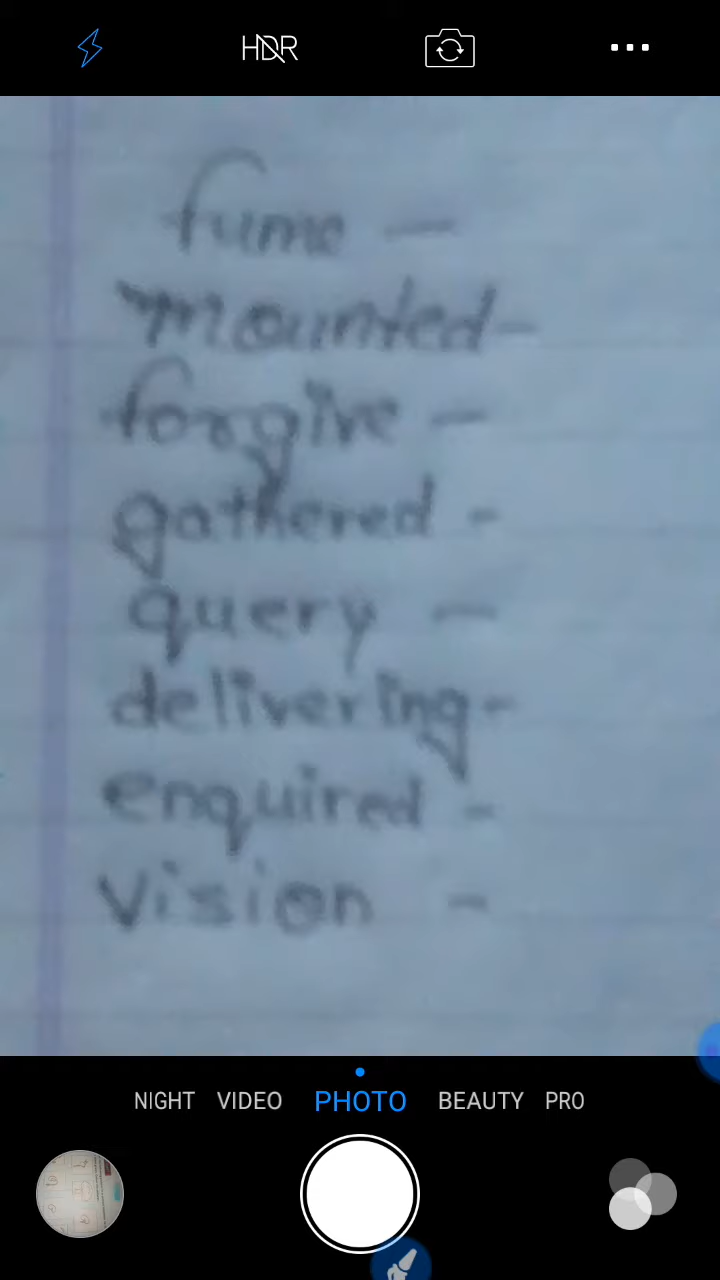 HDR
fume —
mounted-
forgive —
gathered -
query —
delivering-
enquired -
Vision -
NIGHT VIDEO PHOTO BEAUTY PRO